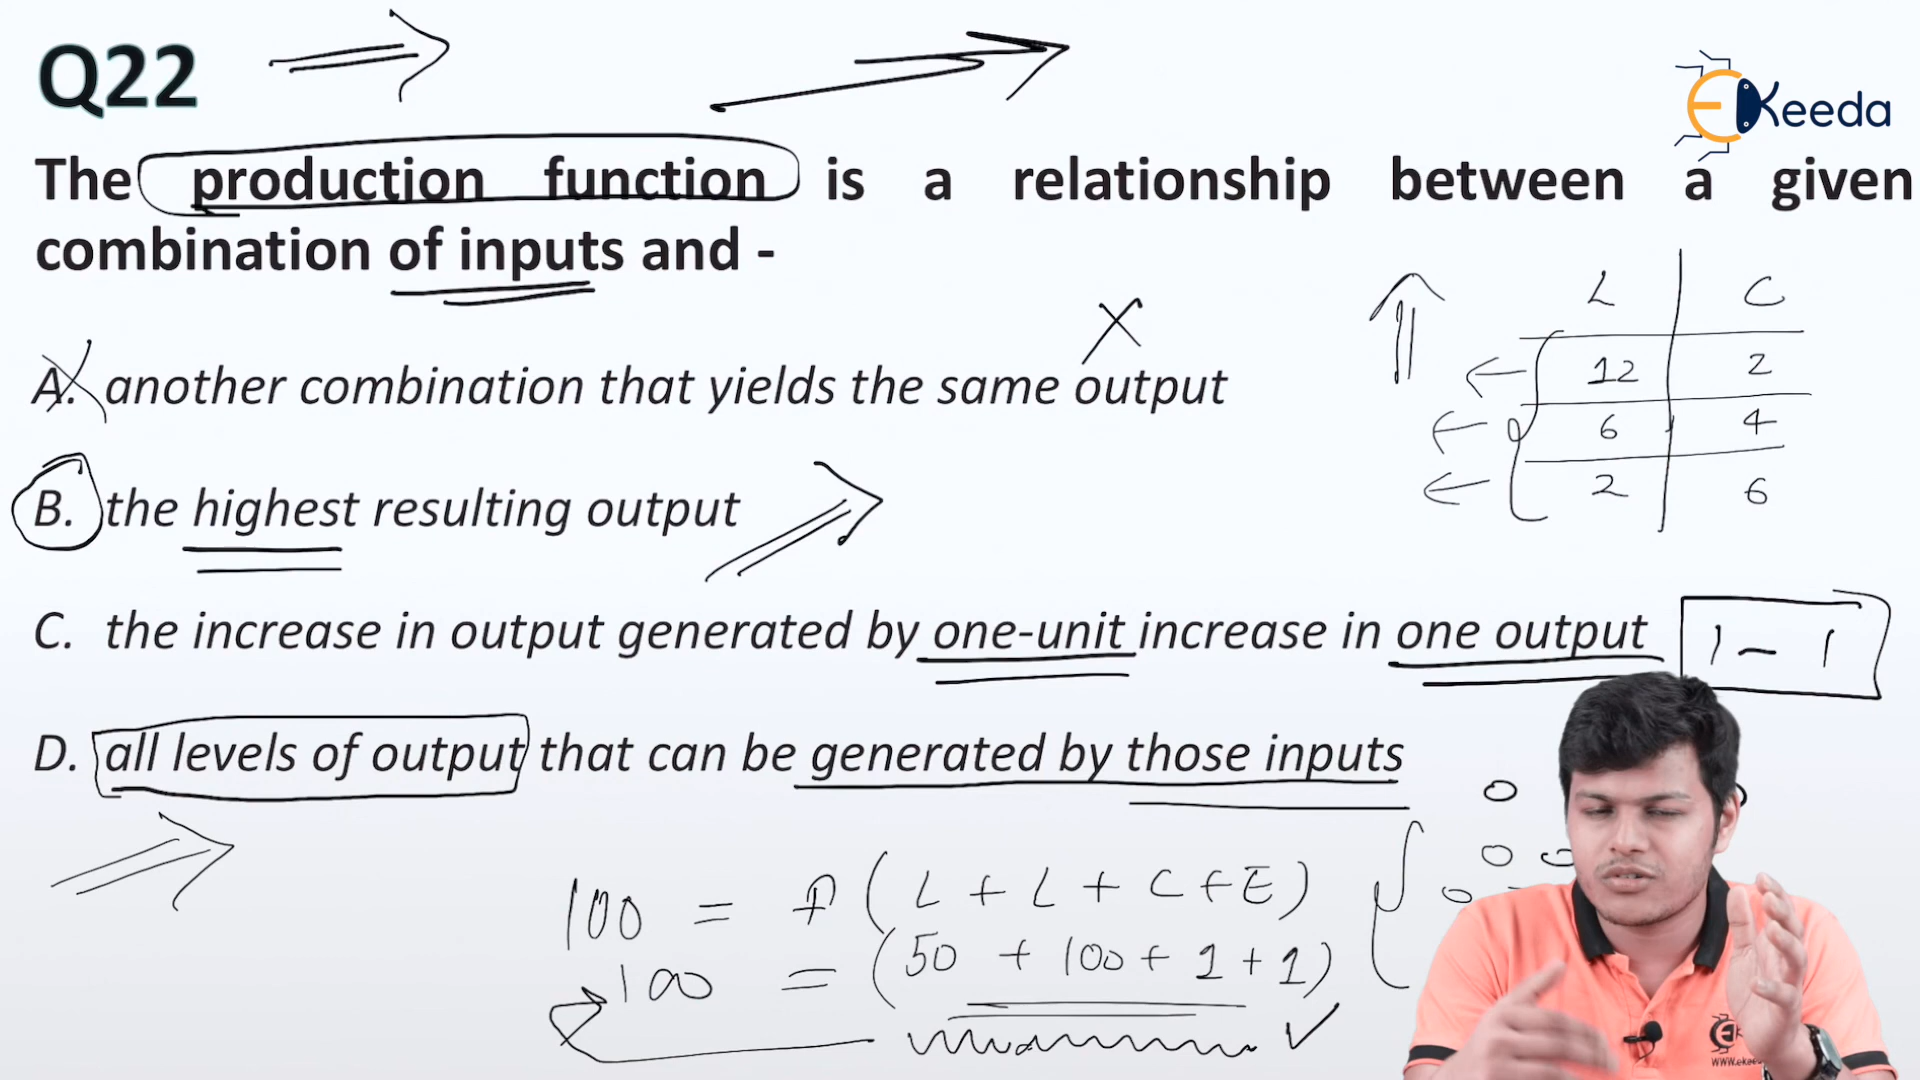 Q22
EKeeda
The production function is a relationship between a given
combination of inputs and -
L C
12 2
6 4
2 6
A. another combination that yields the same output
B. the highest resulting output
C. the increase in output generated by one-unit increase in one output
1 - 1
D. all levels of output that can be generated by those inputs
100 = f ( L + L + C + E )
100 = ( 50 + 100 + 1 + 1 )